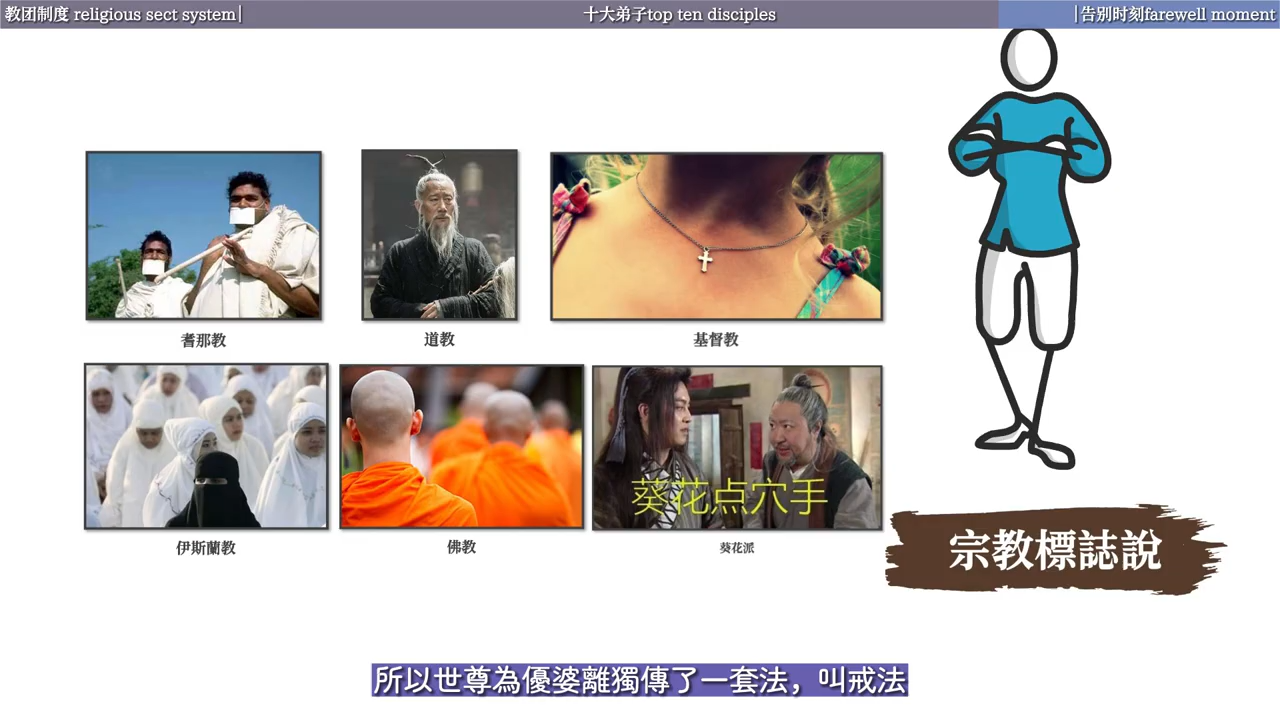 教团制度 religious sect system|
十大弟子top ten disciples
|告别时刻farewell moment
耆那教
道教
基督教
葵花点穴手
伊斯蘭教
佛教
葵花派
宗教標誌說
所以世尊為優婆離獨傳了一套法，叫戒法